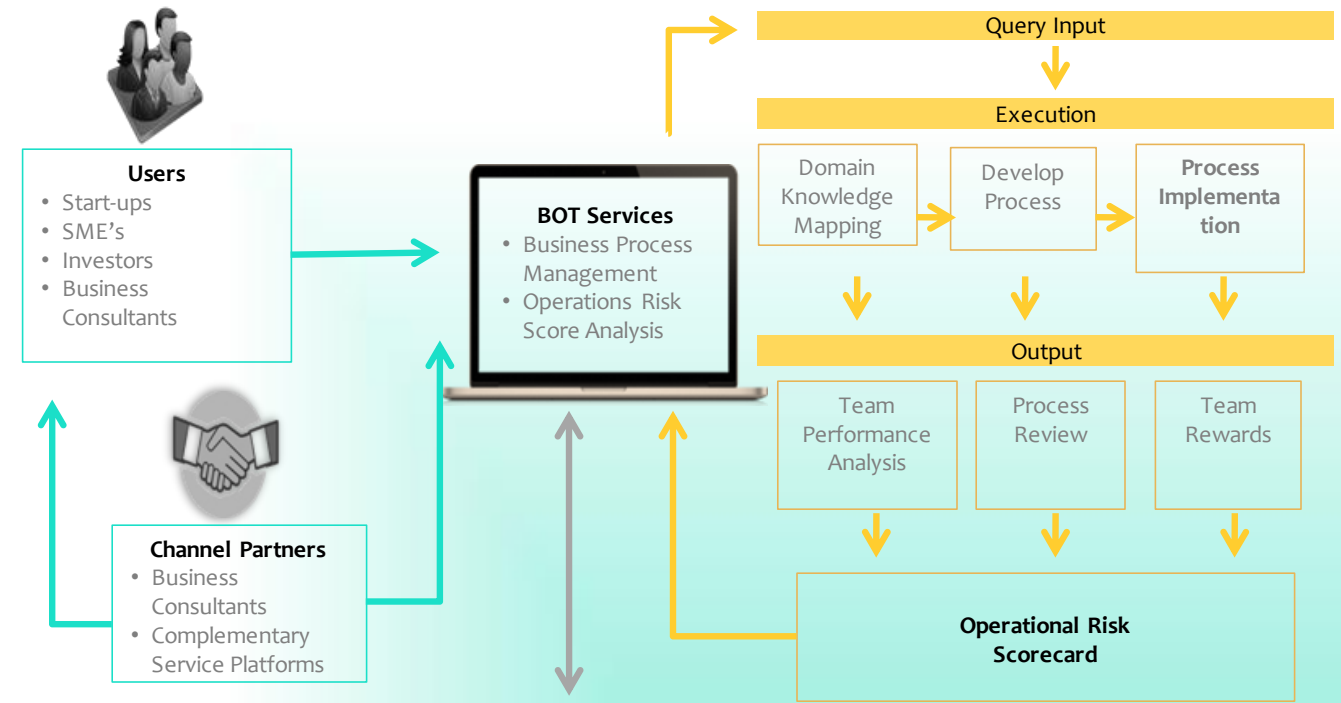 Users
• Start-ups
• SME's
• Investors
• Business
Consultants
Channel Partners
• Business
Consultants
• Complementary
Service Platforms
BOT Services
• Business Process
Management
• Operations Risk
Score Analysis
Query Input
Execution
Domain
Knowledge
Mapping
Develop
Process
Process
Implementa
tion
Output
Team
Performance
Analysis
Process
Review
Team
Rewards
Operational Risk
Scorecard